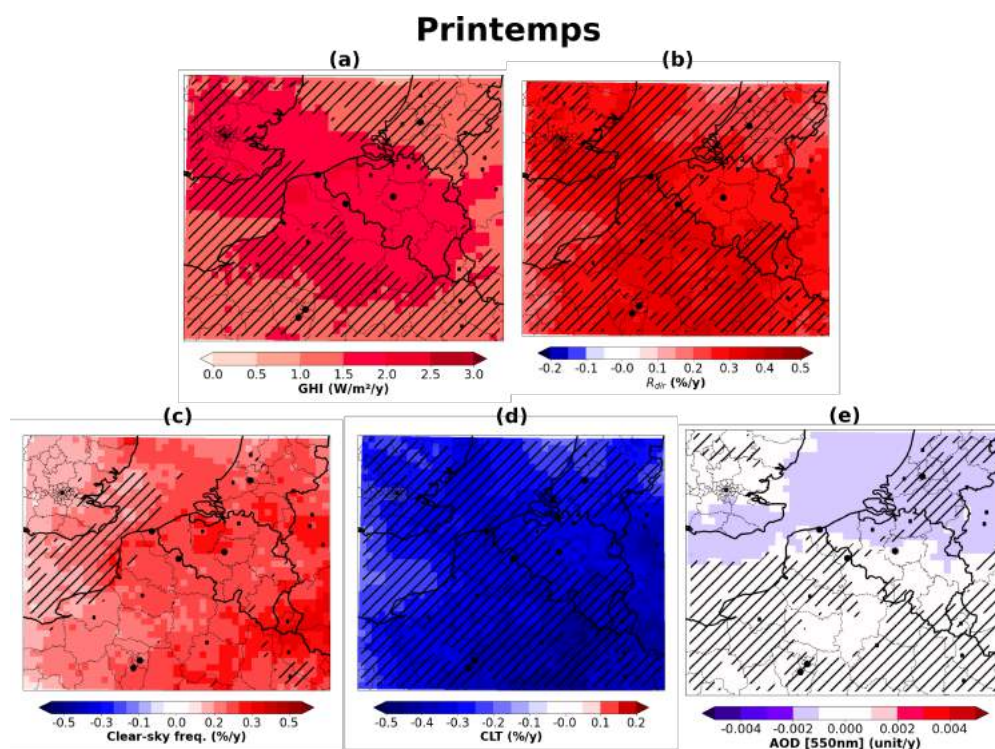 Printemps
(a)
(b)
0.0 0.5 1.0 1.5 2.0 2.5 3.0
GHI (W/m²/y)
-0.2 -0.1 -0.0 0.1 0.2 0.3 0.4 0.5
R_dir (%/y)
(c)
(d)
(e)
-0.5 -0.3 -0.1 0.0 0.2 0.3 0.5
Clear-sky freq. (%/y)
-0.5 -0.4 -0.3 -0.2 0.0 0.1 0.2
CLT (%/y)
-0.004 -0.002 0.000 0.002 0.004
AOD [550nm] (unit/y)